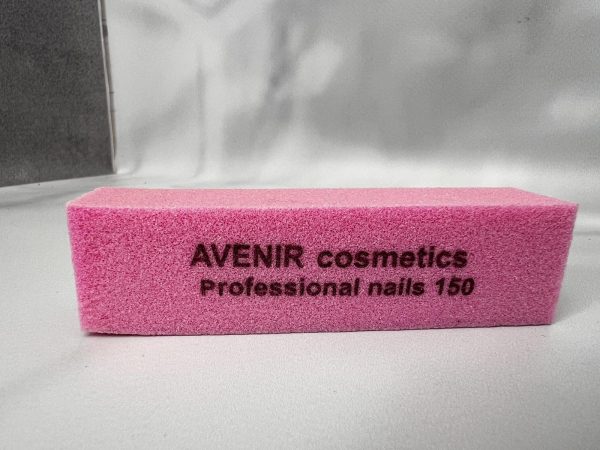 AVENIR cosmetics
Professional nails 150